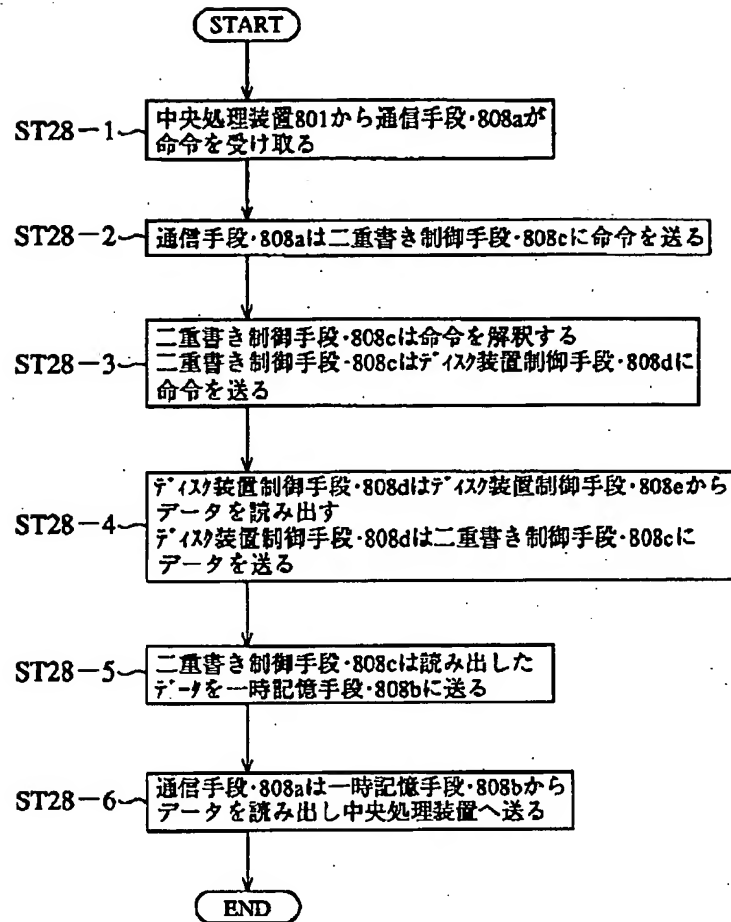 START
ST28-1
中央処理装置801から通信手段・808aが
命令を受け取る
ST28-2
通信手段・808aは二重書き制御手段・808cに命令を送る
ST28-3
二重書き制御手段・808cは命令を解釈する
二重書き制御手段・808cはディスク装置制御手段・808dに
命令を送る
ST28-4
ディスク装置制御手段・808dはディスク装置制御手段・808eから
データを読み出す
ディスク装置制御手段・808dは二重書き制御手段・808cに
データを送る
ST28-5
二重書き制御手段・808cは読み出した
データを一時記憶手段・808bに送る
ST28-6
通信手段・808aは一時記憶手段・808bから
データを読み出し中央処理装置へ送る
END